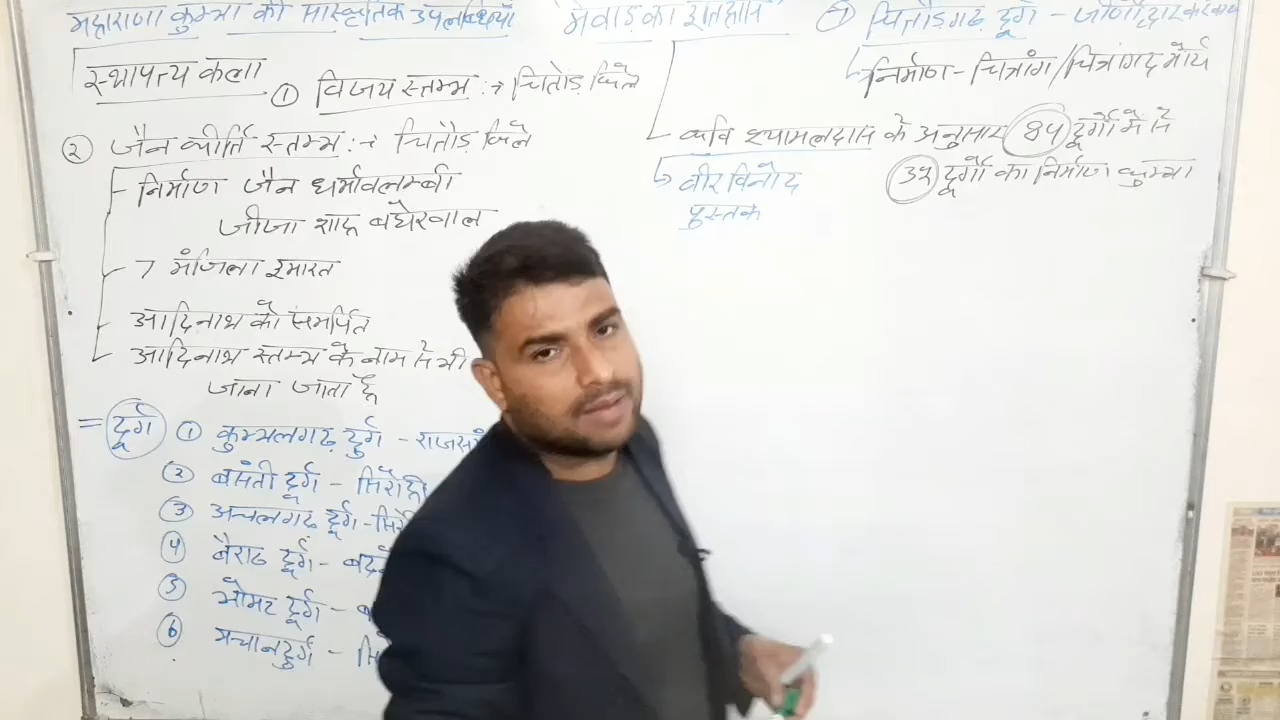 महाराणा कुम्भा की सांस्कृतिक उपलब्धियाँ
मेवाड़ का इतिहास
स्थापत्य कला
① विजय स्तम्भ :→ चितौड़ जिले
② जैन कीर्ति स्तम्भ :→ चितौड़ जिले
निर्माण जैन धर्मावलम्बी
जीजा शाह बघेरवाल
7 मंजिला इमारत
आदिनाथ को समर्पित
आदिनाथ स्तम्भ के नाम से भी
जाना जाता है
= दूर्ग ① कुम्भलगढ़ दुर्ग -
② बसंती दूर्ग - सिरोही
③ अचलगढ़ दूर्ग -
④ बैराठ दूर्ग -
⑤ भोमट दूर्ग -
⑥ मचान दुर्ग -
⑦ चितौड़गढ़ दूर्ग - जीर्णोद्वार करवाया
निर्माण - चित्रांग / चित्रांगद मौर्य
कवि श्यामलदास के अनुसार 84 दूर्गों में से
वीर विनोद
पुस्तक
32 दूर्गों का निर्माण कुम्भा